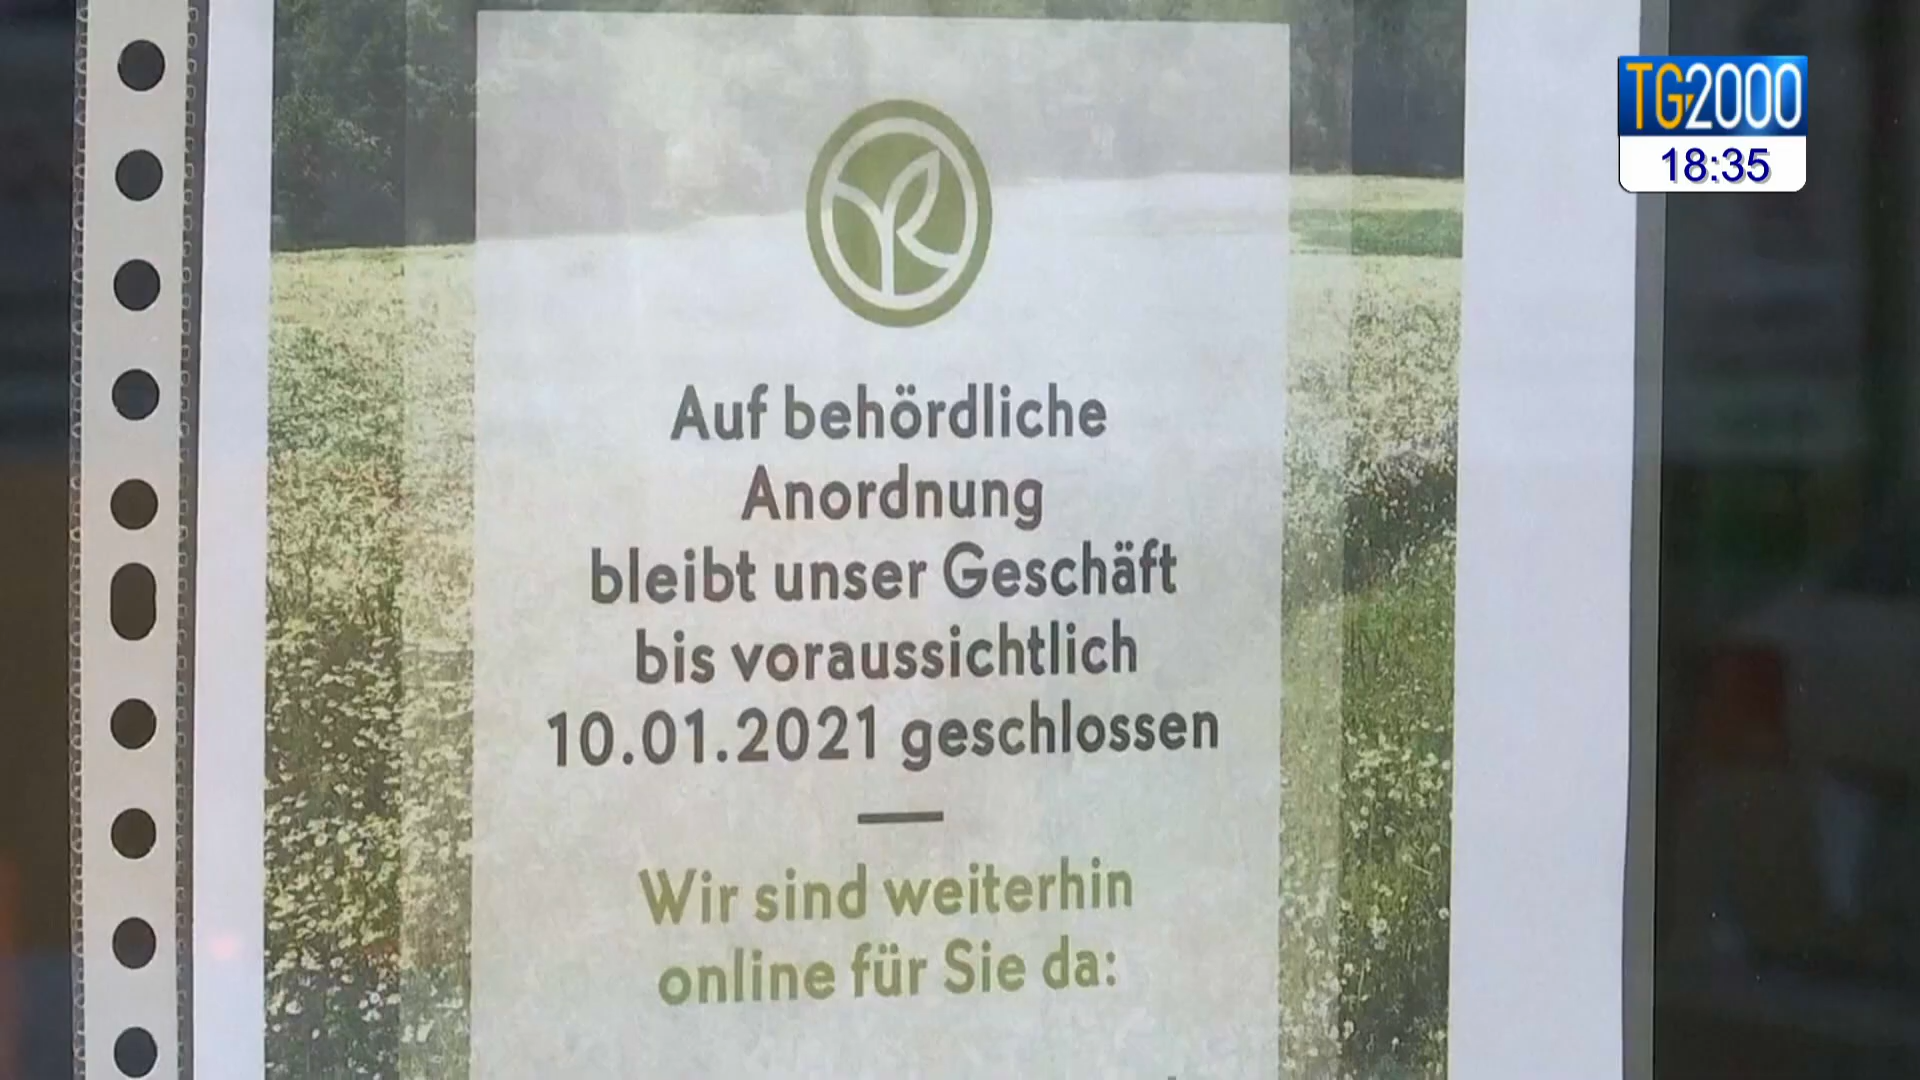 TG2000
18:35
Auf behördliche
Anordnung
bleibt unser Geschäft
bis voraussichtlich
10.01.2021 geschlossen
Wir sind weiterhin
online für Sie da: